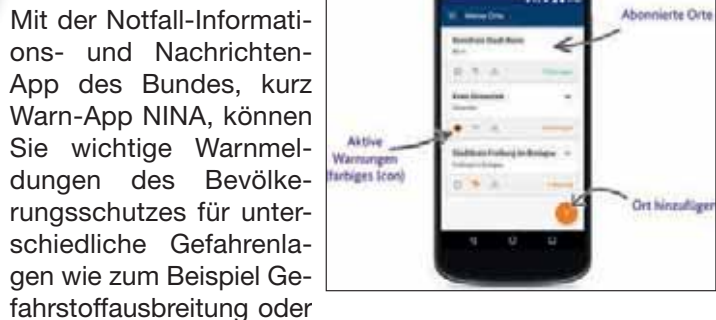 Mit der Notfall-Informati-
ons- und Nachrichten-
App des Bundes, kurz
Warn-App NINA, können
Sie wichtige Warnmel-
dungen des Bevölke-
rungsschutzes für unter-
schiedliche Gefahrenla-
gen wie zum Beispiel Ge-
fahrstoffausbreitung oder
Meine Orte
Abonnierte Orte
Aktive
Warnungen
(farbiges Icon)
Ort hinzufügen